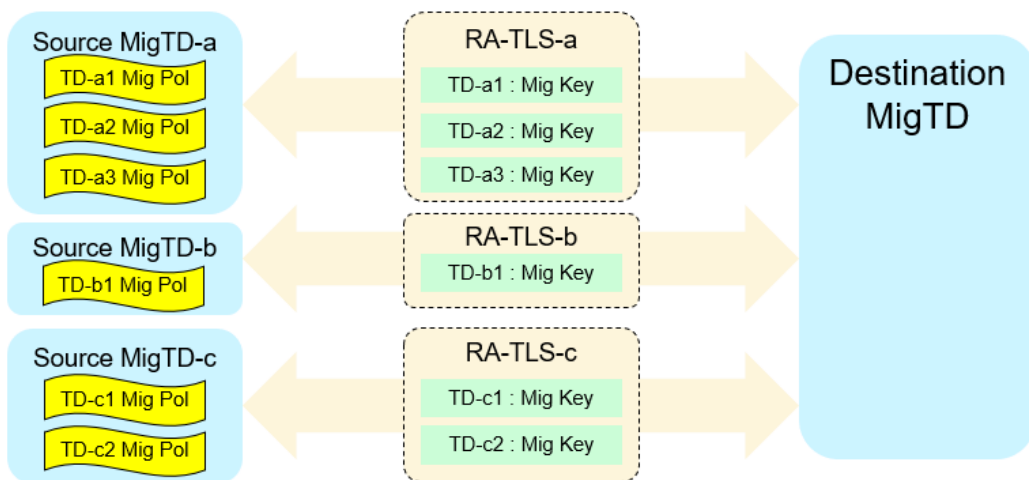 Source MigTD-a
TD-a1 Mig Pol
TD-a2 Mig Pol
TD-a3 Mig Pol
Source MigTD-b
TD-b1 Mig Pol
Source MigTD-c
TD-c1 Mig Pol
TD-c2 Mig Pol
RA-TLS-a
TD-a1 : Mig Key
TD-a2 : Mig Key
TD-a3 : Mig Key
RA-TLS-b
TD-b1 : Mig Key
RA-TLS-c
TD-c1 : Mig Key
TD-c2 : Mig Key
Destination
MigTD